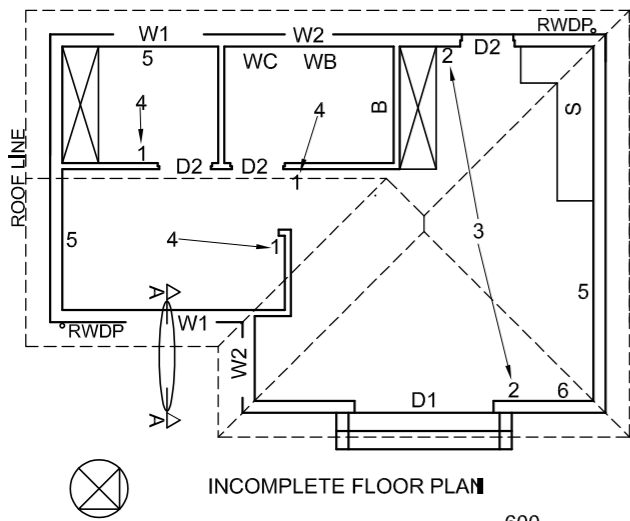 W1 W2 RWDP
5 WC WB 2 D2
4 4 B S
1 D2 D2
1
ROOF LINE
5 4 1 3 5
A
W1
RWDP
W2
A
2 6
D1
INCOMPLETE FLOOR PLAN